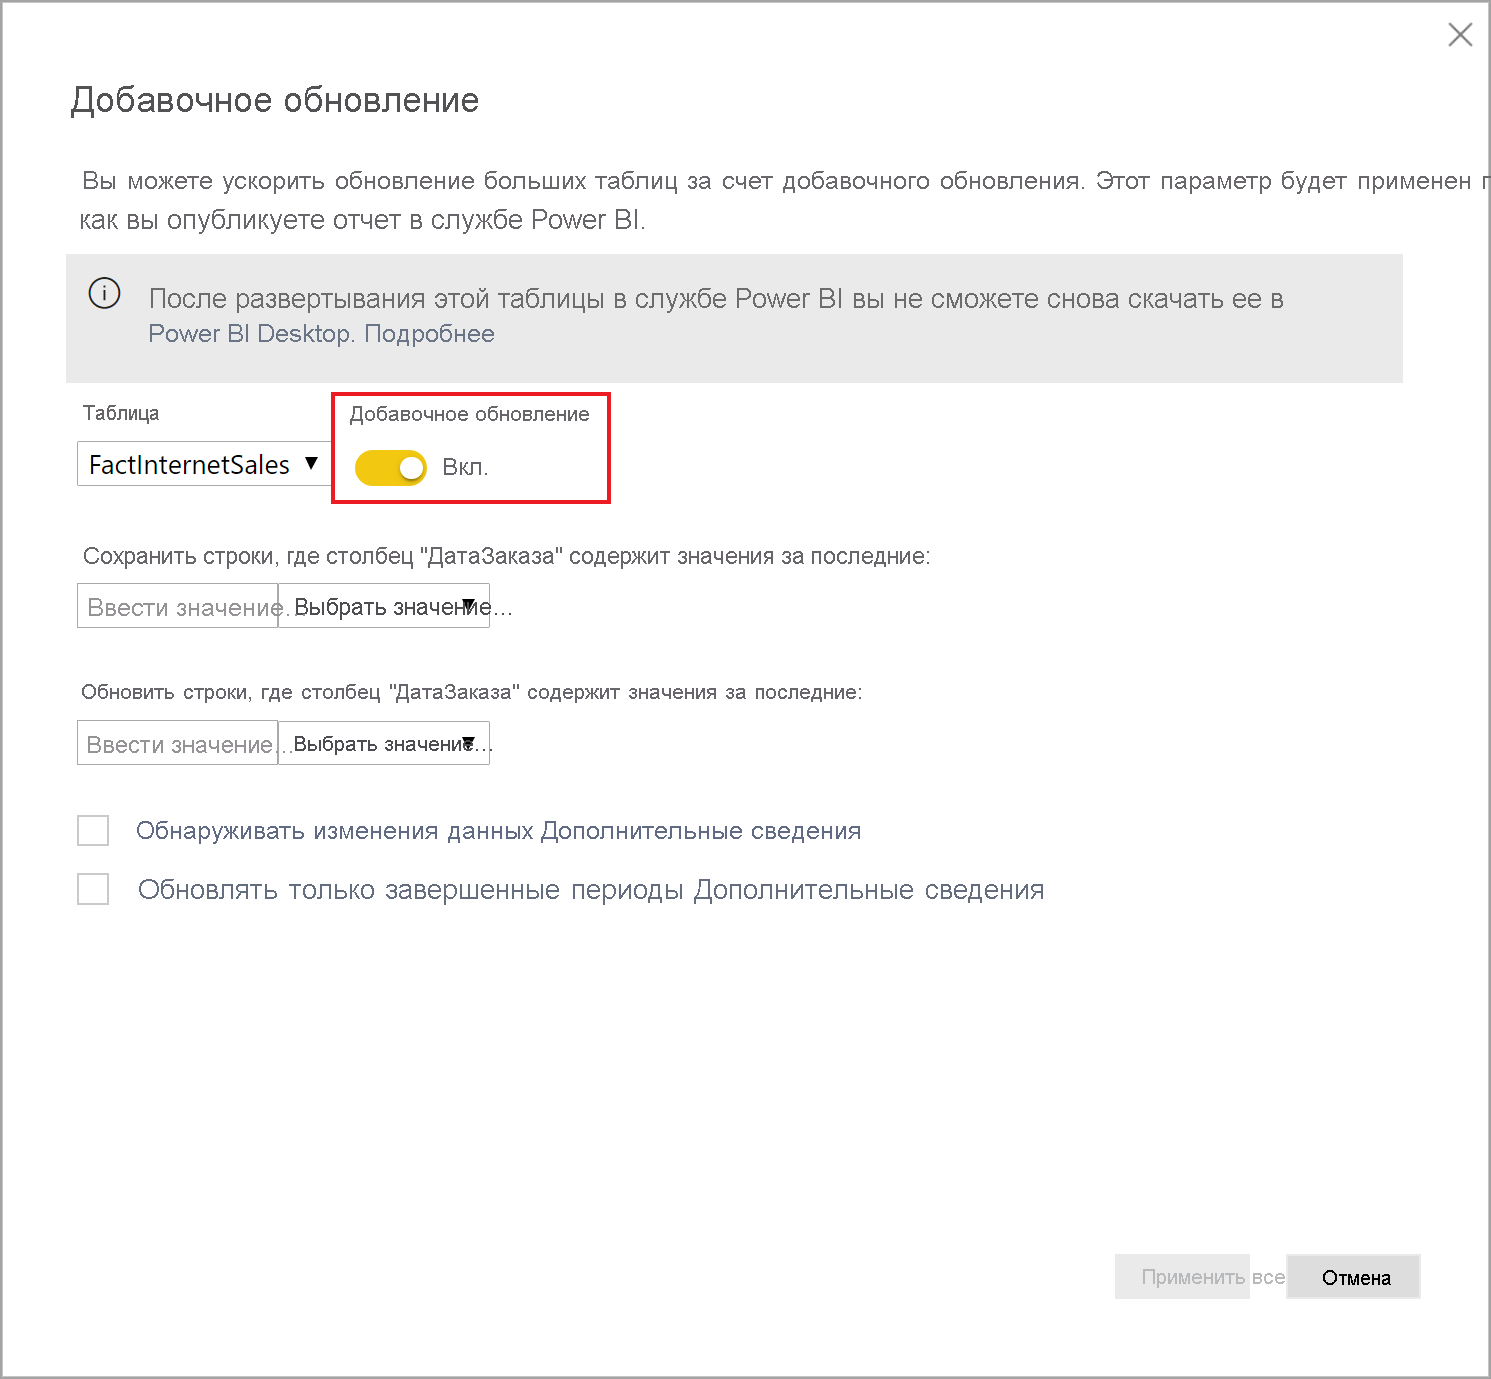 Добавочное обновление
Вы можете ускорить обновление больших таблиц за счет добавочного обновления. Этот параметр будет применен
как вы опубликуете отчет в службе Power BI.
После развертывания этой таблицы в службе Power BI вы не сможете снова скачать ее в
Power BI Desktop. Подробнее
Таблица
Добавочное обновление
FactInternetSales
Вкл.
Сохранить строки, где столбец "ДатаЗаказа" содержит значения за последние:
Ввести значение...
Выбрать значение...
Обновить строки, где столбец "ДатаЗаказа" содержит значения за последние:
Ввести значение...
Выбрать значение...
Обнаруживать изменения данных Дополнительные сведения
Обновлять только завершенные периоды Дополнительные сведения
Применить все
Отмена